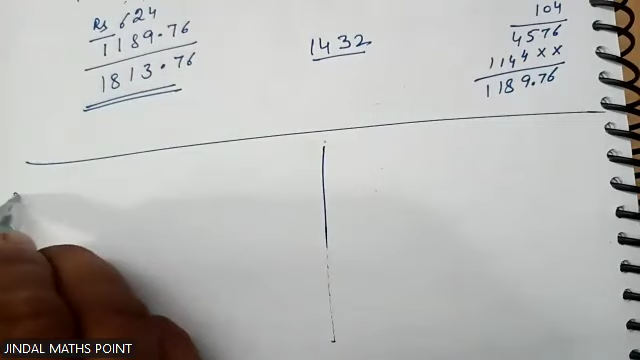 Rs 624
1189.76
1813.76
1432
104
4576
1144 x x
1189.76
JINDAL MATHS POINT